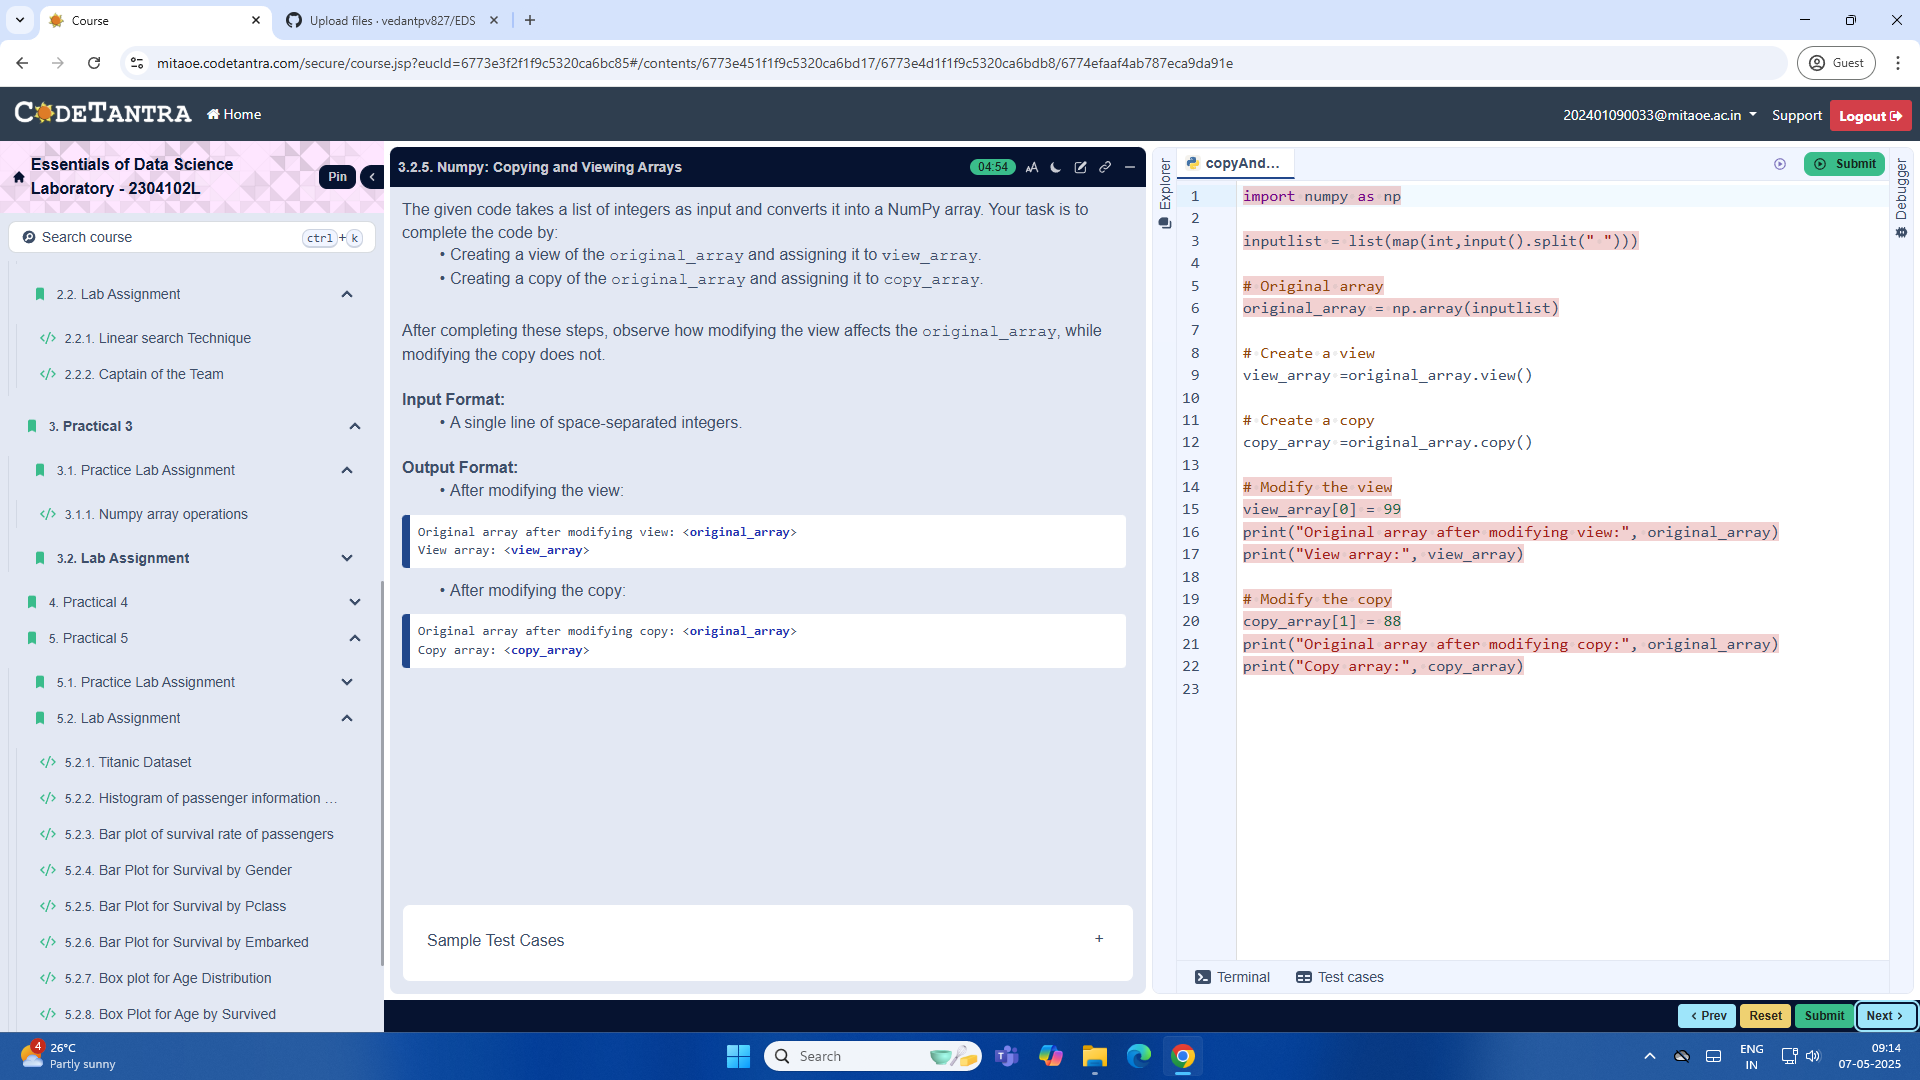 Course
Upload files · vedantpv827/EDS
mitaoe.codetantra.com/secure/course.jsp?eucId=6773e3f2f1f9c5320ca6bc85#/contents/6773e451f1f9c5320ca6bd17/6773e4d1f1f9c5320ca6bdb8/6774efaaf4ab787eca9da91e
Guest
CODETANTRA
Home
202401090033@mitaoe.ac.in
Support
Logout
Essentials of Data Science
Laboratory - 2304102L
Pin
Search course
ctrl + k
2.2. Lab Assignment
2.2.1. Linear search Technique
2.2.2. Captain of the Team
3. Practical 3
3.1. Practice Lab Assignment
3.1.1. Numpy array operations
3.2. Lab Assignment
4. Practical 4
5. Practical 5
5.1. Practice Lab Assignment
5.2. Lab Assignment
5.2.1. Titanic Dataset
5.2.2. Histogram of passenger information ...
5.2.3. Bar plot of survival rate of passengers
5.2.4. Bar Plot for Survival by Gender
5.2.5. Bar Plot for Survival by Pclass
5.2.6. Bar Plot for Survival by Embarked
5.2.7. Box plot for Age Distribution
5.2.8. Box Plot for Age by Survived
3.2.5. Numpy: Copying and Viewing Arrays
04:54
The given code takes a list of integers as input and converts it into a NumPy array. Your task is to
complete the code by:
• Creating a view of the original_array and assigning it to view_array.
• Creating a copy of the original_array and assigning it to copy_array.
After completing these steps, observe how modifying the view affects the original_array, while
modifying the copy does not.
Input Format:
• A single line of space-separated integers.
Output Format:
• After modifying the view:
Original array after modifying view: <original_array>
View array: <view_array>
• After modifying the copy:
Original array after modifying copy: <original_array>
Copy array: <copy_array>
Sample Test Cases
+
Explorer
copyAnd...
Submit
Debugger
1 import numpy as np
2
3 inputlist = list(map(int,input().split(" ")))
4
5 # Original array
6 original_array = np.array(inputlist)
7
8 # Create a view
9 view_array =original_array.view()
10
11 # Create a copy
12 copy_array =original_array.copy()
13
14 # Modify the view
15 view_array[0] = 99
16 print("Original array after modifying view:", original_array)
17 print("View array:", view_array)
18
19 # Modify the copy
20 copy_array[1] = 88
21 print("Original array after modifying copy:", original_array)
22 print("Copy array:", copy_array)
23
Terminal
Test cases
< Prev
Reset
Submit
Next >
4
26°C
Partly sunny
Search
ENG
IN
09:14
07-05-2025